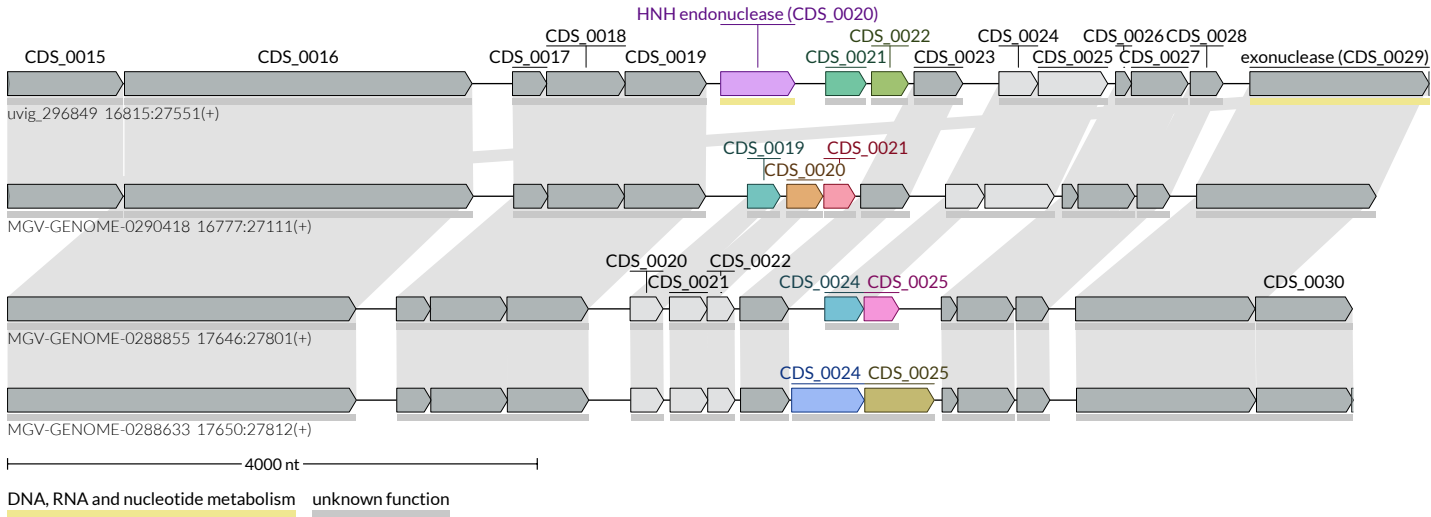 HNH endonuclease (CDS_0020)
CDS_0018 CDS_0022 CDS_0024 CDS_0026 CDS_0028
CDS_0015 CDS_0016 CDS_0017 CDS_0019 CDS_0021 CDS_0023 CDS_0025 CDS_0027 exonuclease (CDS_0029)
uvig_296849 16815:27551(+)
CDS_0019 CDS_0021
CDS_0020
MGV-GENOME-0290418 16777:27111(+)
CDS_0020 CDS_0022
CDS_0021 CDS_0024 CDS_0025 CDS_0030
MGV-GENOME-0288855 17646:27801(+)
CDS_0024 CDS_0025
MGV-GENOME-0288633 17650:27812(+)
4000 nt
DNA, RNA and nucleotide metabolism unknown function